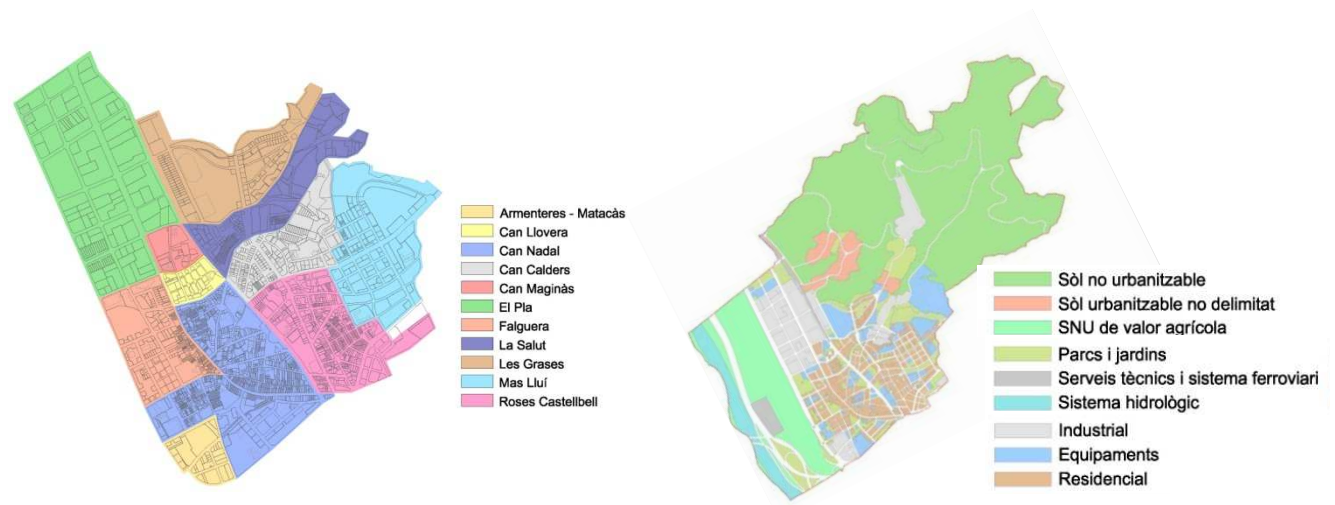 Armenteres - Matacàs
Can Llovera
Can Nadal
Can Calders
Can Maginàs
El Pla
Falguera
La Salut
Les Grases
Mas Lluí
Roses Castellbell
Sòl no urbanitzable
Sòl urbanitzable no delimitat
SNU de valor agrícola
Parcs i jardins
Serveis tècnics i sistema ferroviari
Sistema hidrològic
Industrial
Equipaments
Residencial